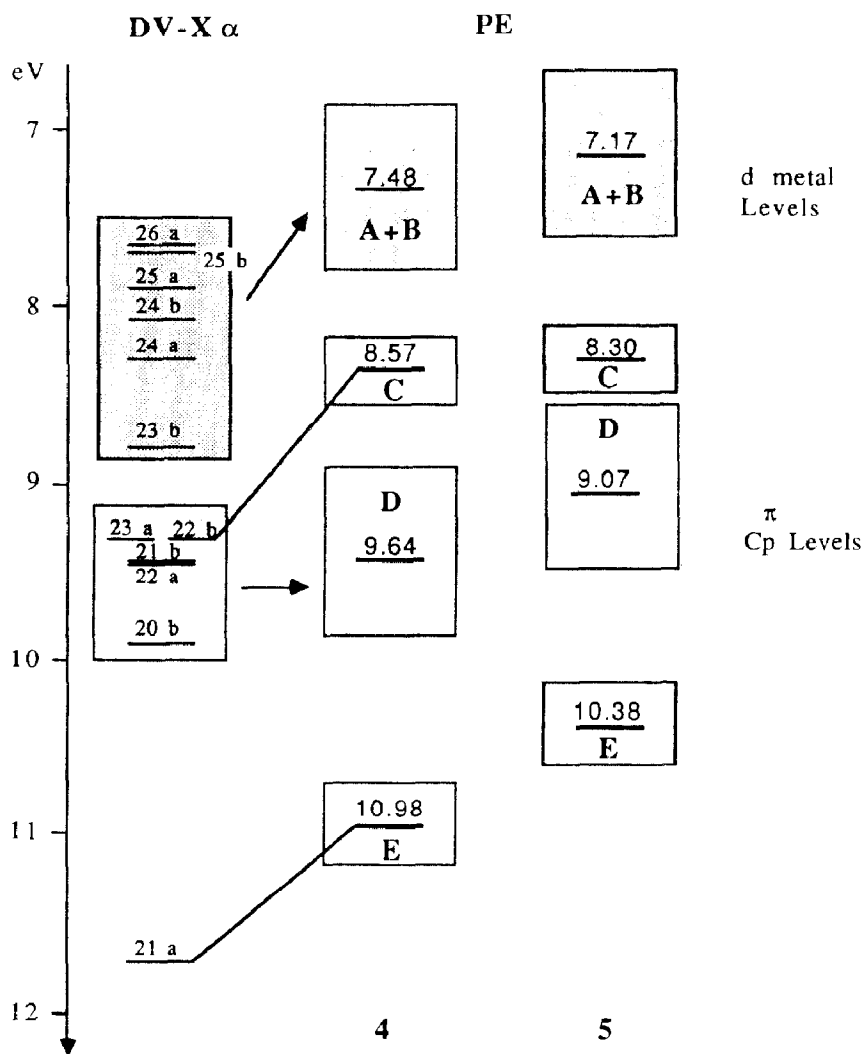 DV-X α PE
eV
7
8
9
10
11
12
26 a
25 b
25 a
24 b
24 a
23 b
23 a 22 b
21 b
22 a
20 b
21 a
7.48
A+B
8.57
C
D
9.64
10.98
E
4
7.17
A+B
8.30
C
D
9.07
10.38
E
5
d metal
Levels
π
Cp Levels